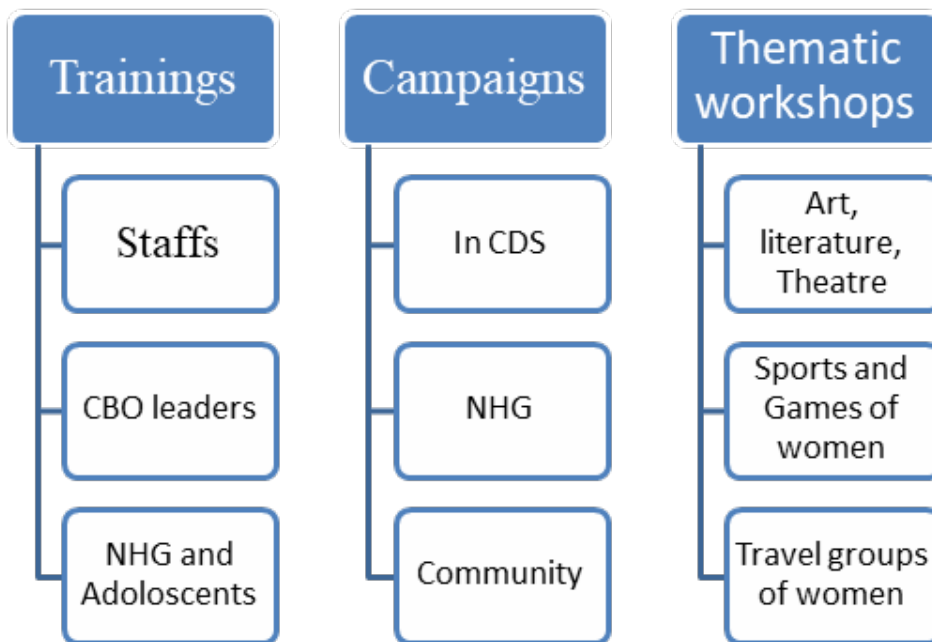 Trainings
Staffs
CBO leaders
NHG and
Adoloscents
Campaigns
In CDS
NHG
Community
Thematic
workshops
Art,
literature,
Theatre
Sports and
Games of
women
Travel groups
of women